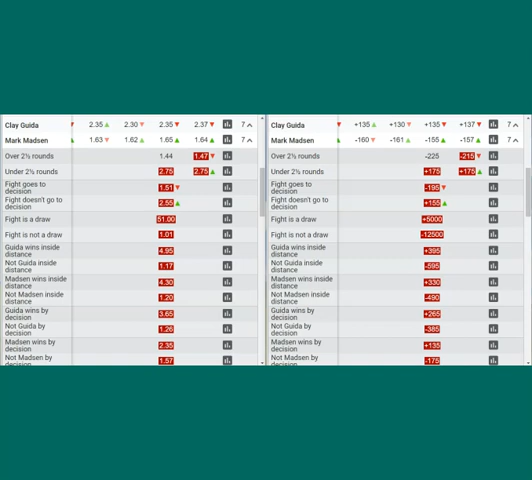 Clay Guida 2.35 2.30 2.35 2.37 7
Mark Madsen 1.63 1.62 1.65 1.64 7
Over 2½ rounds 1.44 1.47
Under 2½ rounds 2.75 2.75
Fight goes to
decision 1.51
Fight doesn't go to
decision 2.55
Fight is a draw 51.00
Fight is not a draw 1.01
Guida wins inside
distance 4.95
Not Guida inside
distance 1.17
Madsen wins inside
distance 4.30
Not Madsen inside
distance 1.20
Guida wins by
decision 3.65
Not Guida by
decision 1.26
Madsen wins by
decision 2.35
Not Madsen by
decision 1.57
Clay Guida +135 +130 +135 +137 7
Mark Madsen -160 -161 -155 -157 7
Over 2½ rounds -225 -215
Under 2½ rounds +175 +175
Fight goes to
decision -195
Fight doesn't go to
decision +155
Fight is a draw +5000
Fight is not a draw -12500
Guida wins inside
distance +395
Not Guida inside
distance -595
Madsen wins inside
distance +330
Not Madsen inside
distance -490
Guida wins by
decision +265
Not Guida by
decision -385
Madsen wins by
decision +135
Not Madsen by
decision -175